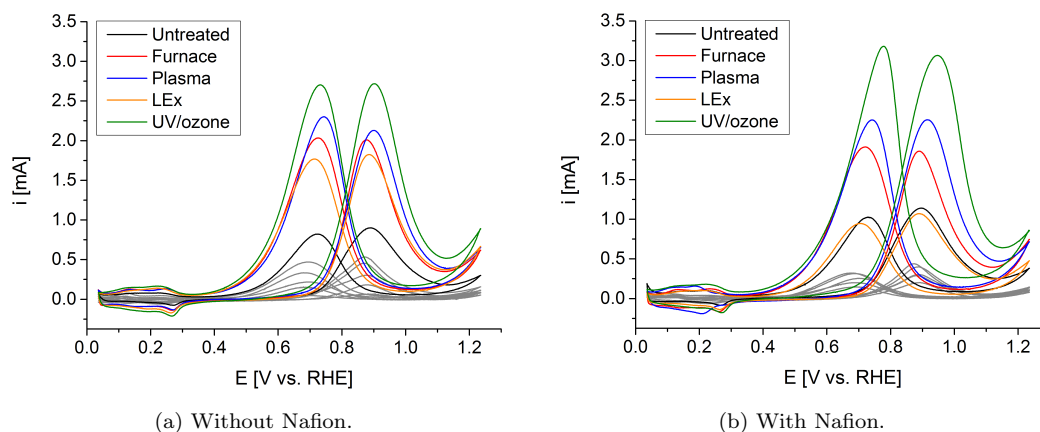 3.5
3.0
2.5
2.0
1.5
1.0
0.5
0.0
i [mA]
Untreated
Furnace
Plasma
LEx
UV/ozone
0.0 0.2 0.4 0.6 0.8 1.0 1.2
E [V vs. RHE]
(a) Without Nafion.
3.5
3.0
2.5
2.0
1.5
1.0
0.5
0.0
i [mA]
Untreated
Furnace
Plasma
LEx
UV/ozone
0.0 0.2 0.4 0.6 0.8 1.0 1.2
E [V vs. RHE]
(b) With Nafion.